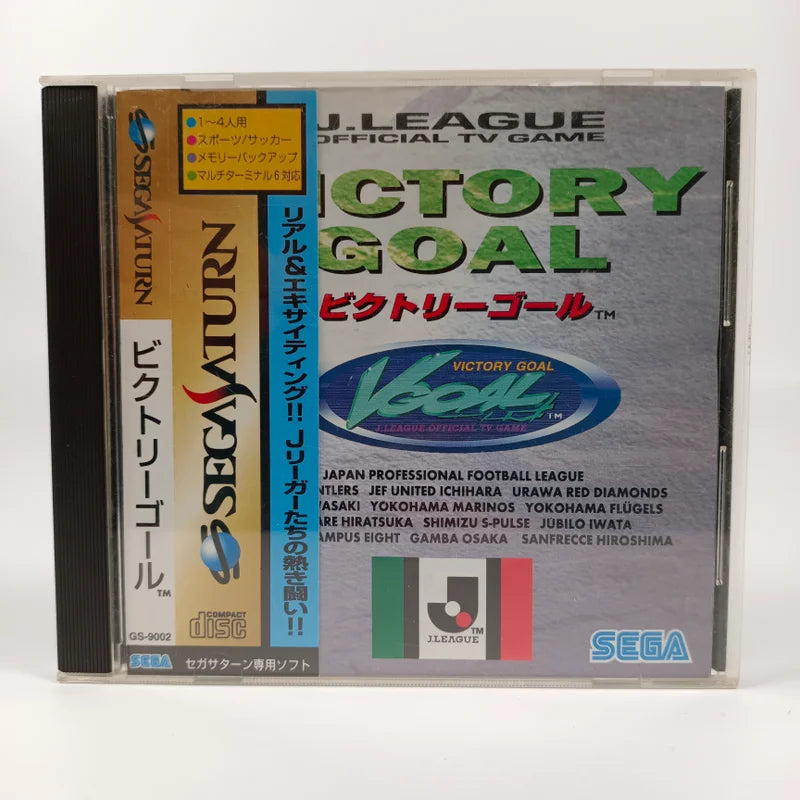 SEGA SATURN
ビクトリーゴール™
GS-9002
SEGA
●1〜4人用
●スポーツ/サッカー
●メモリーバックアップ
●マルチターミナル6対応
SEGA SATURN
COMPACT
disc
セガサターン専用ソフト
リアル&エキサイティング!! Jリーガーたちの熱き闘い!!
J.LEAGUE
OFFICIAL TV GAME
VICTORY
GOAL
ビクトリーゴール™
VICTORY GOAL
VGOAL™
J.LEAGUE OFFICIAL TV GAME
JAPAN PROFESSIONAL FOOTBALL LEAGUE
NTLERS JEF UNITED ICHIHARA URAWA RED DIAMONDS
WASAKI YOKOHAMA MARINOS YOKOHAMA FLÜGELS
ARE HIRATSUKA SHIMIZU S-PULSE JÚBILO IWATA
AMPUS EIGHT GAMBA OSAKA SANFRECCE HIROSHIMA
J™
J.LEAGUE
SEGA